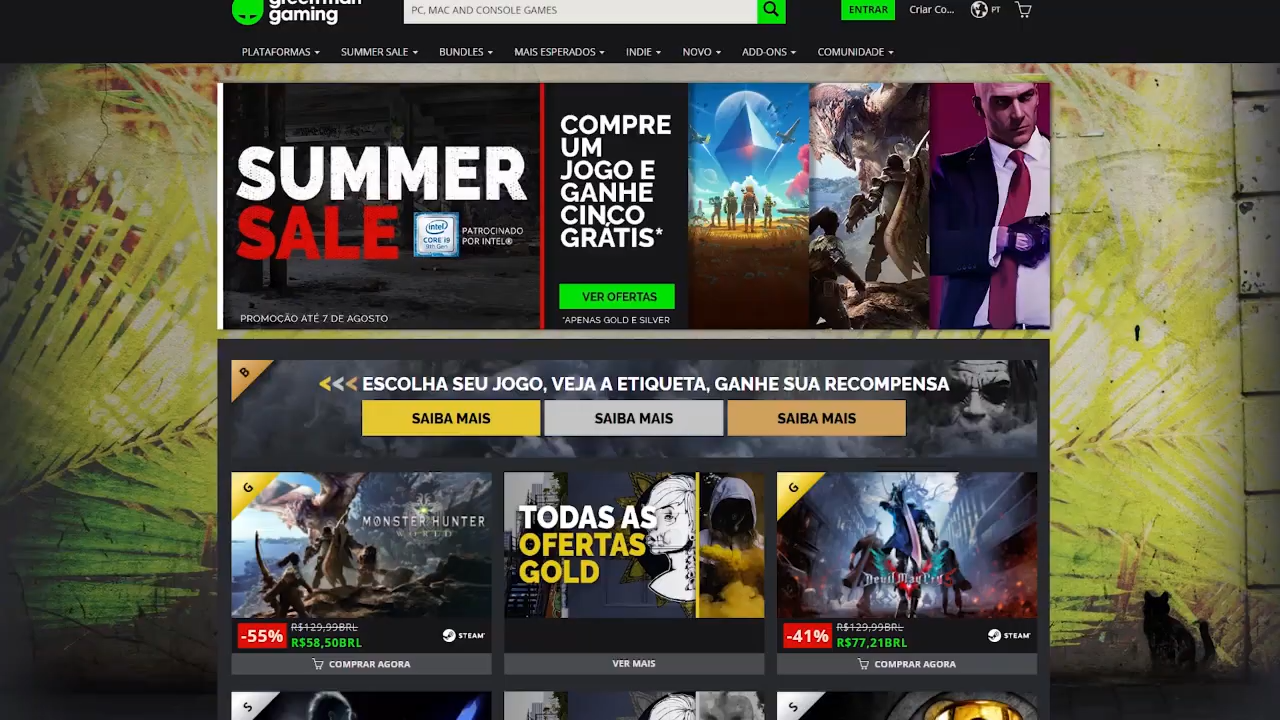 greenman
gaming
PC, MAC AND CONSOLE GAMES
ENTRAR
Criar Co...
PT
PLATAFORMAS
SUMMER SALE
BUNDLES
MAIS ESPERADOS
INDIE
NOVO
ADD-ONS
COMUNIDADE
SUMMER
SALE
intel
CORE i9
9th Gen
PATROCINADO
POR INTEL®
PROMOÇÃO ATÉ 7 DE AGOSTO
COMPRE
UM
JOGO E
GANHE
CINCO
GRÁTIS*
VER OFERTAS
*APENAS GOLD E SILVER
B
<<< ESCOLHA SEU JOGO, VEJA A ETIQUETA, GANHE SUA RECOMPENSA
SAIBA MAIS
SAIBA MAIS
SAIBA MAIS
G
MONSTER HUNTER
WORLD
-55%
R$129,99BRL
R$58,50BRL
STEAM
COMPRAR AGORA
TODAS AS
OFERTAS
GOLD
VER MAIS
G
Devil May Cry
-41%
R$129,99BRL
R$77,21BRL
STEAM
COMPRAR AGORA
S
S